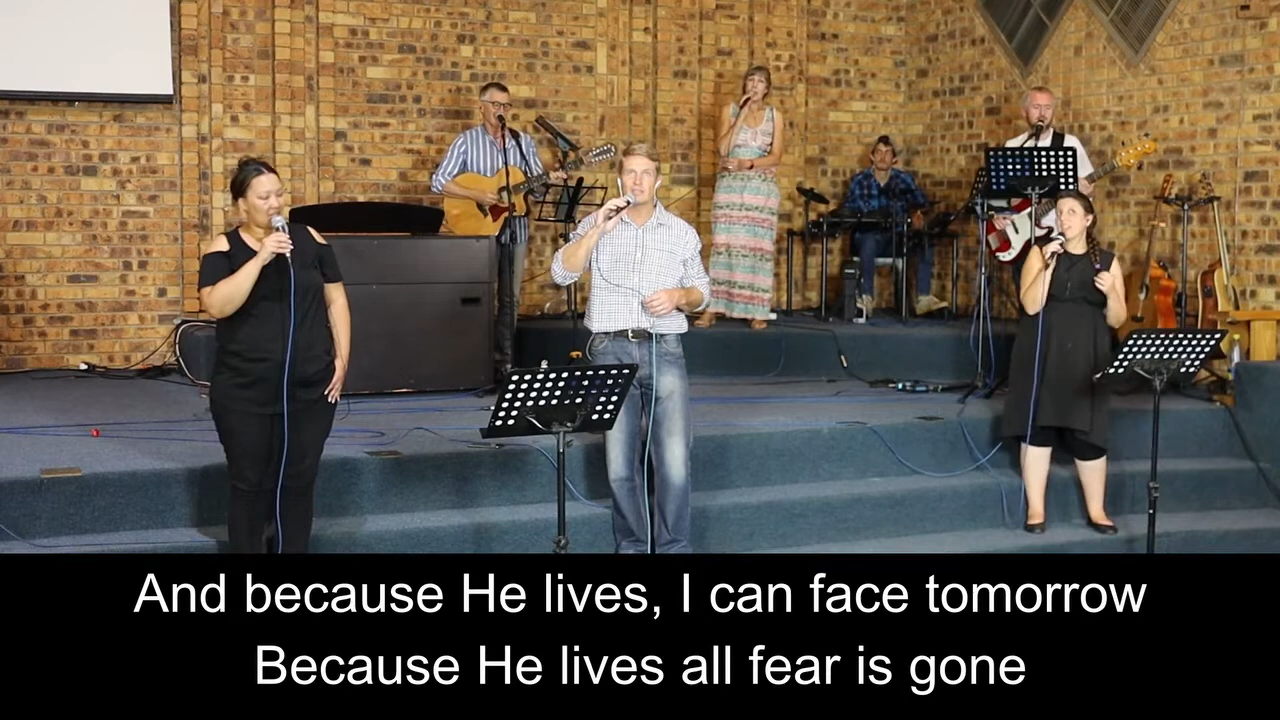 And because He lives, I can face tomorrow
Because He lives all fear is gone